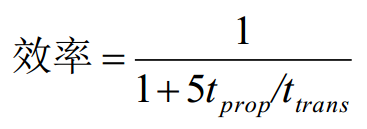 效率 = 1 / (1 + 5t_prop/t_trans)